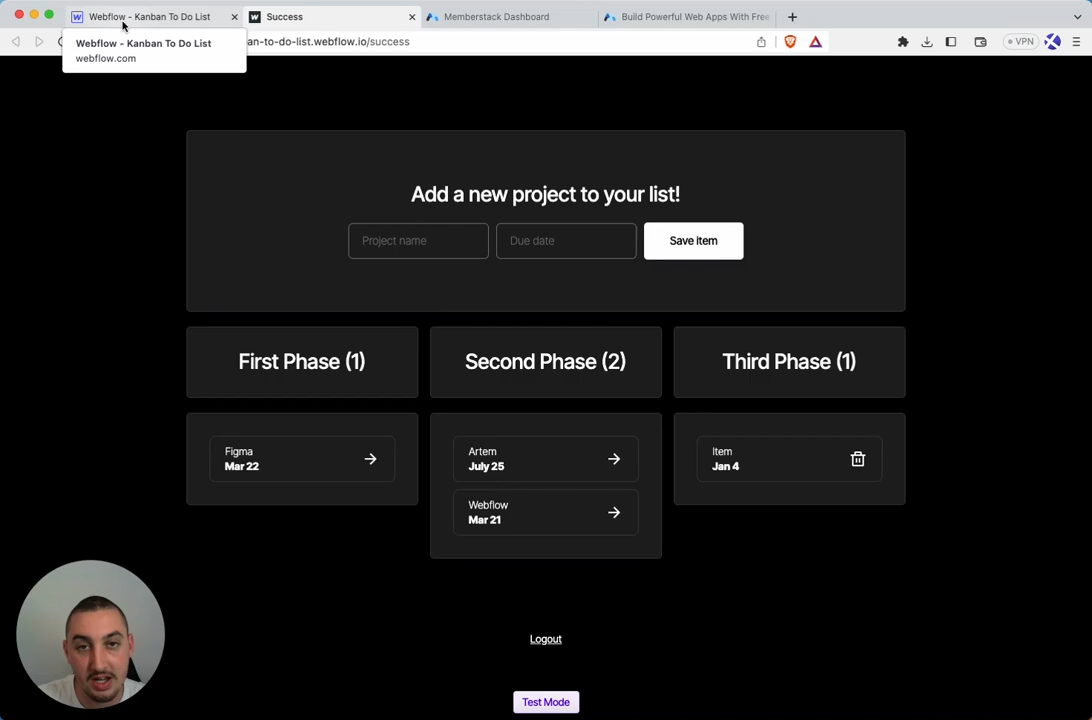 Webflow - Kanban To Do List
Success
Memberstack Dashboard
Build Powerful Web Apps With Free
Webflow - Kanban To Do List
webflow.com
an-to-do-list.webflow.io/success
VPN
Add a new project to your list!
Project name
Due date
Save item
First Phase (1)
Second Phase (2)
Third Phase (1)
Figma
Mar 22
Artem
July 25
Webflow
Mar 21
Item
Jan 4
Logout
Test Mode